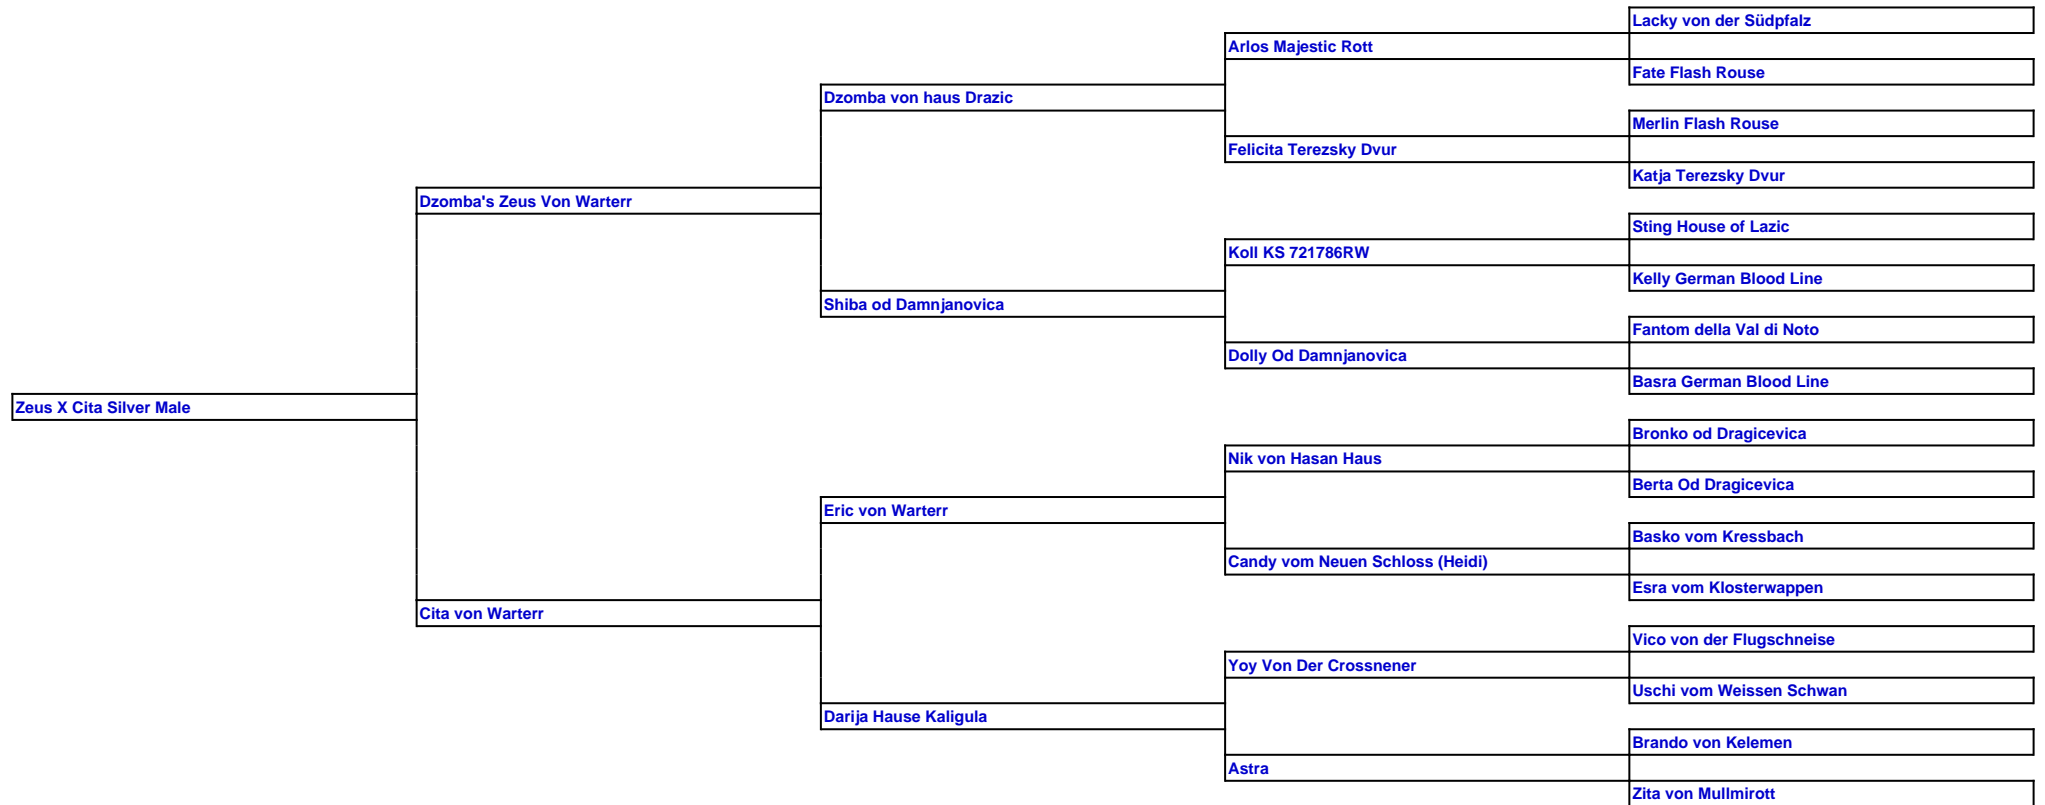 Lacky von der Südpfalz
Arlos Majestic Rott
Fate Flash Rouse
Dzomba von haus Drazic
Merlin Flash Rouse
Felicita Terezsky Dvur
Katja Terezsky Dvur
Dzomba's Zeus Von Warterr
Sting House of Lazic
Koll KS 721786RW
Kelly German Blood Line
Shiba od Damnjanovica
Fantom della Val di Noto
Dolly Od Damnjanovica
Basra German Blood Line
Zeus X Cita Silver Male
Bronko od Dragicevica
Nik von Hasan Haus
Berta Od Dragicevica
Eric von Warterr
Basko vom Kressbach
Candy vom Neuen Schloss (Heidi)
Esra vom Klosterwappen
Cita von Warterr
Vico von der Flugschneise
Yoy Von Der Crossnener
Uschi vom Weissen Schwan
Darija Hause Kaligula
Brando von Kelemen
Astra
Zita von Mullmirott